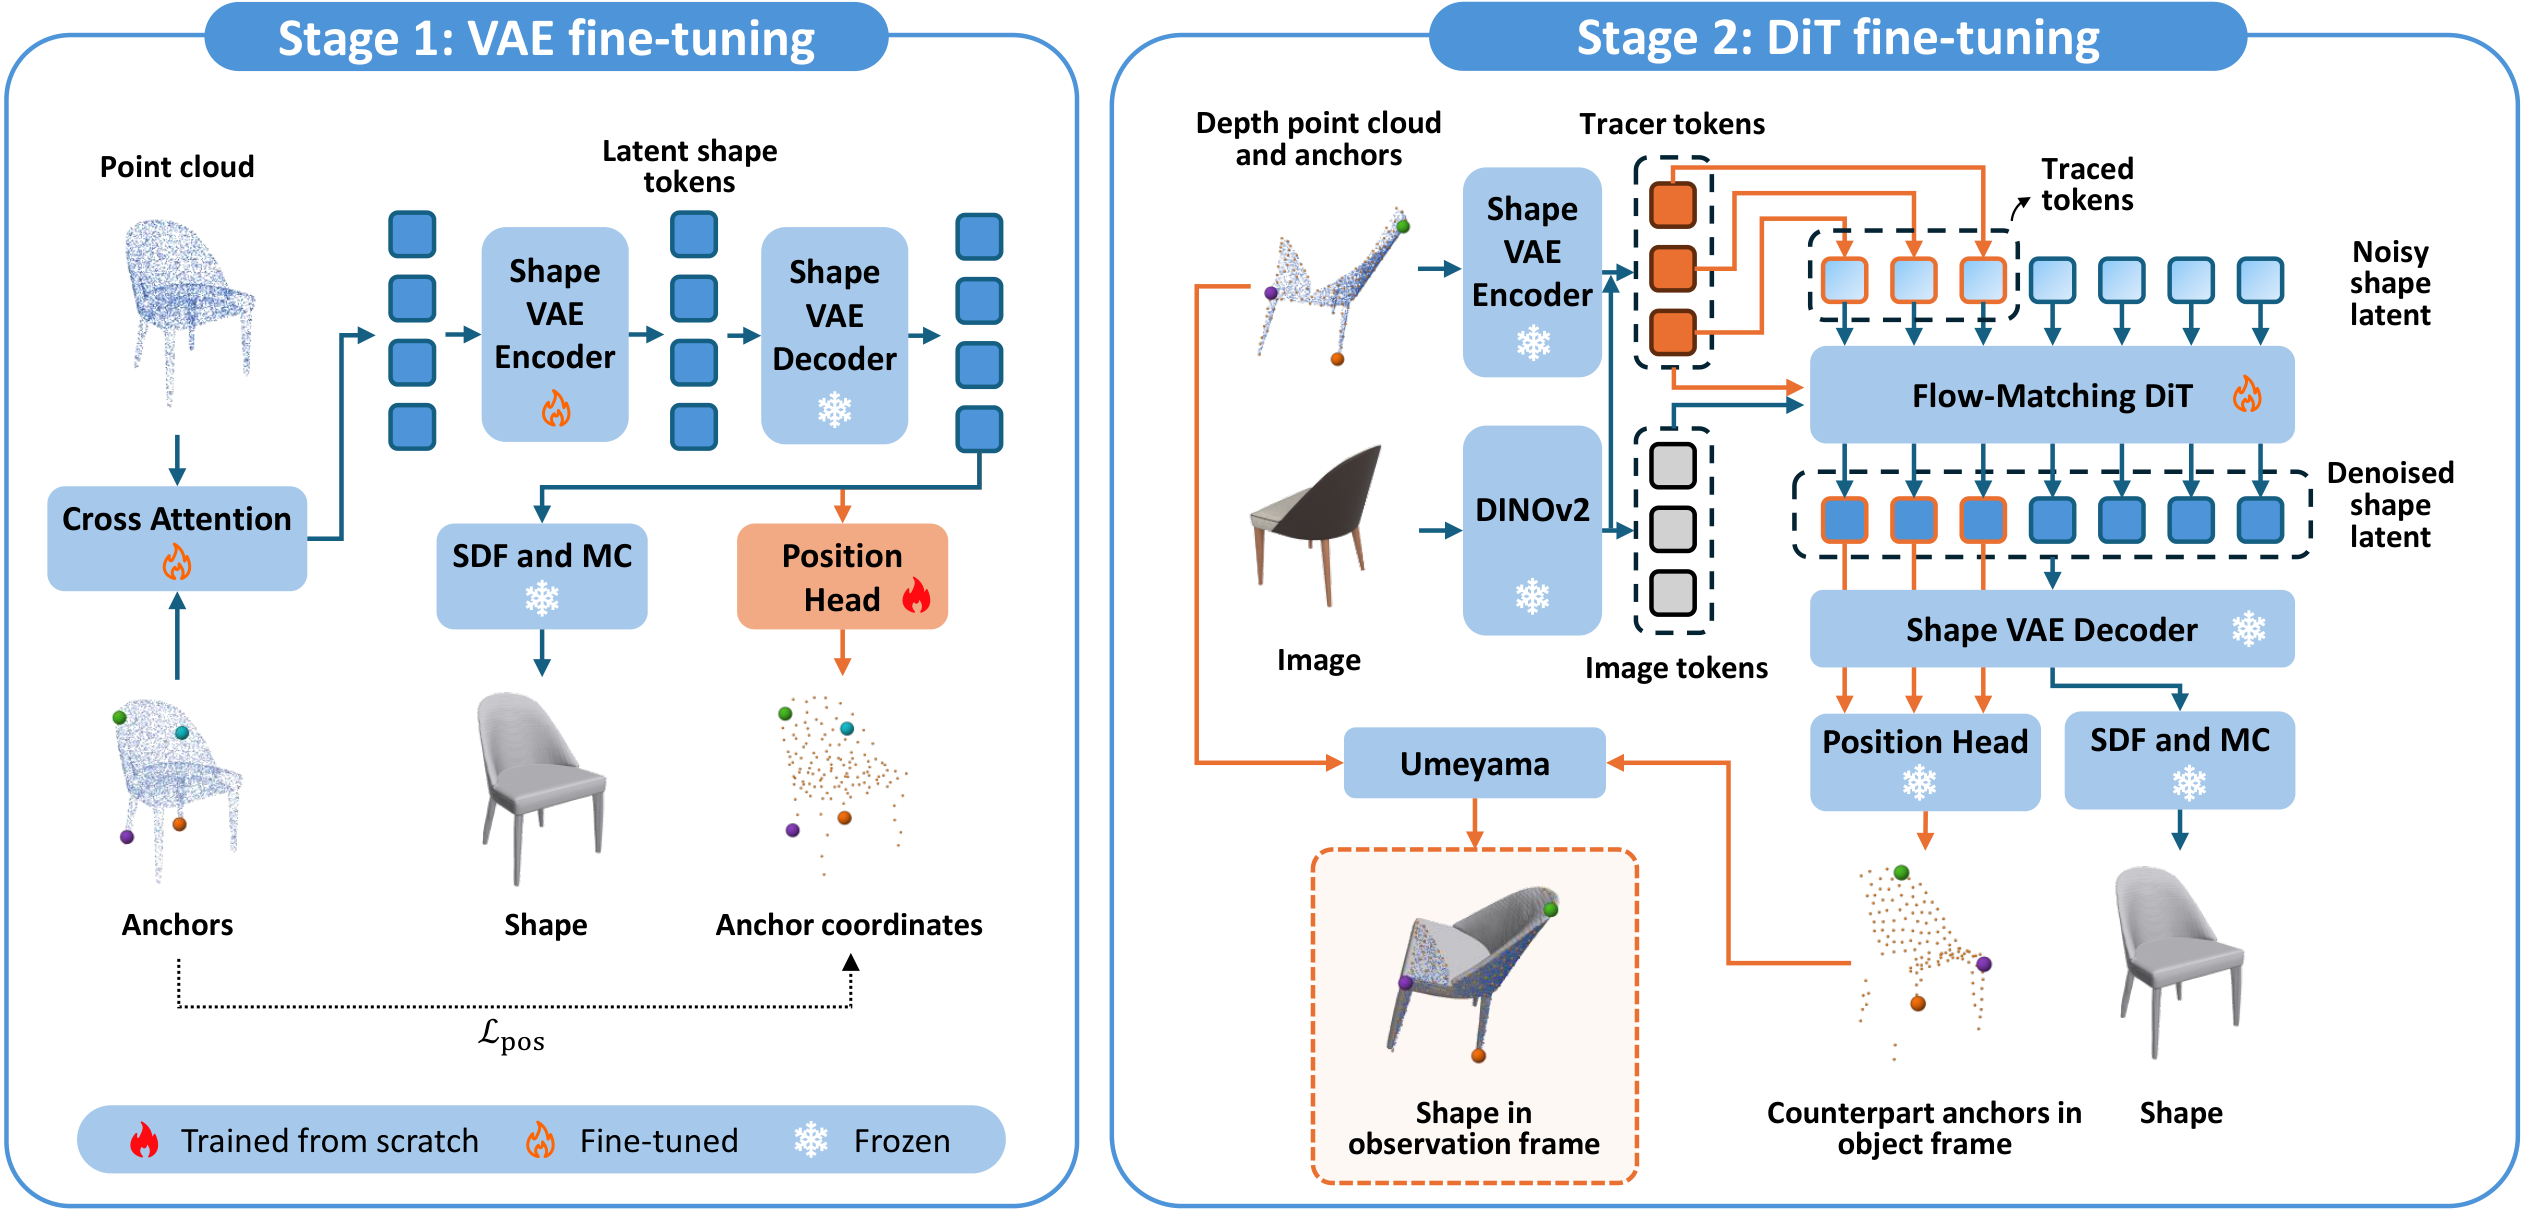 Stage 1: VAE fine-tuning
Point cloud
Latent shape
tokens
Shape
VAE
Encoder
Shape
VAE
Decoder
Cross Attention
SDF and MC
Position
Head
Anchors
Shape
Anchor coordinates
ℒpos
Trained from scratch
Fine-tuned
Frozen
Stage 2: DiT fine-tuning
Depth point cloud
and anchors
Tracer tokens
Traced
tokens
Shape
VAE
Encoder
Noisy
shape
latent
Flow-Matching DiT
DINOv2
Denoised
shape
latent
Image
Image tokens
Shape VAE Decoder
Umeyama
Position Head
SDF and MC
Shape in
observation frame
Counterpart anchors in
object frame
Shape